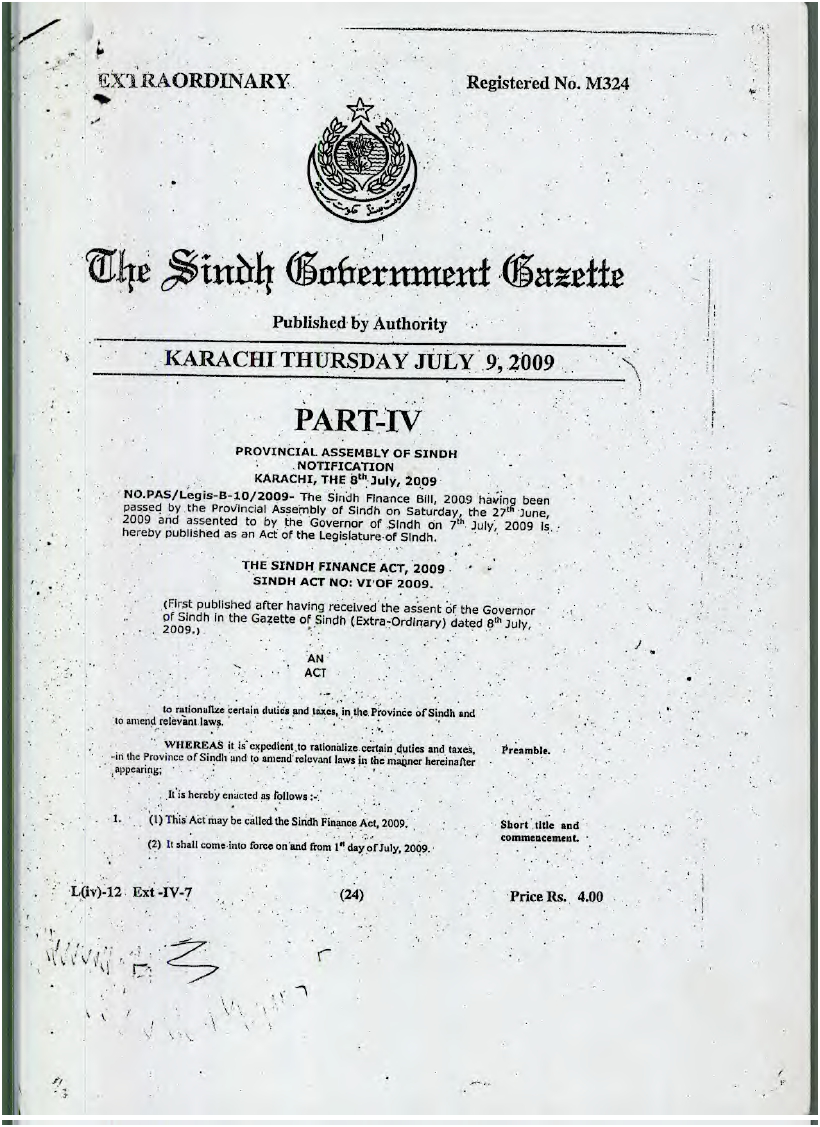 EXTRAORDINARY
Registered No. M324
حکومت سنڌ حکومت سندھ
The Sindh Government Gazette
Published by Authority
KARACHI THURSDAY JULY 9, 2009
PART-IV
PROVINCIAL ASSEMBLY OF SINDH
NOTIFICATION
KARACHI, THE 8th July, 2009
NO.PAS/Legis-B-10/2009- The Sindh Finance Bill, 2009 having been
passed by the Provincial Assembly of Sindh on Saturday, the 27th June,
2009 and assented to by the Governor of Sindh on 7th July, 2009 is
hereby published as an Act of the Legislature of Sindh.
THE SINDH FINANCE ACT, 2009
SINDH ACT NO: VI OF 2009.
(First published after having received the assent of the Governor
of Sindh in the Gazette of Sindh (Extra-Ordinary) dated 8th July,
2009.)
AN
ACT
to rationalize certain duties and taxes, in the Province of Sindh and
to amend relevant laws.
WHEREAS it is expedient to rationalize certain duties and taxes,
in the Province of Sindh and to amend relevant laws in the manner hereinafter
appearing;
Preamble.
It is hereby enacted as follows :-
1. (1) This Act may be called the Sindh Finance Act, 2009.
Short title and
commencement.
(2) It shall come into force on and from 1st day of July, 2009.
L(iv)-12 Ext -IV-7
(24)
Price Rs. 4.00